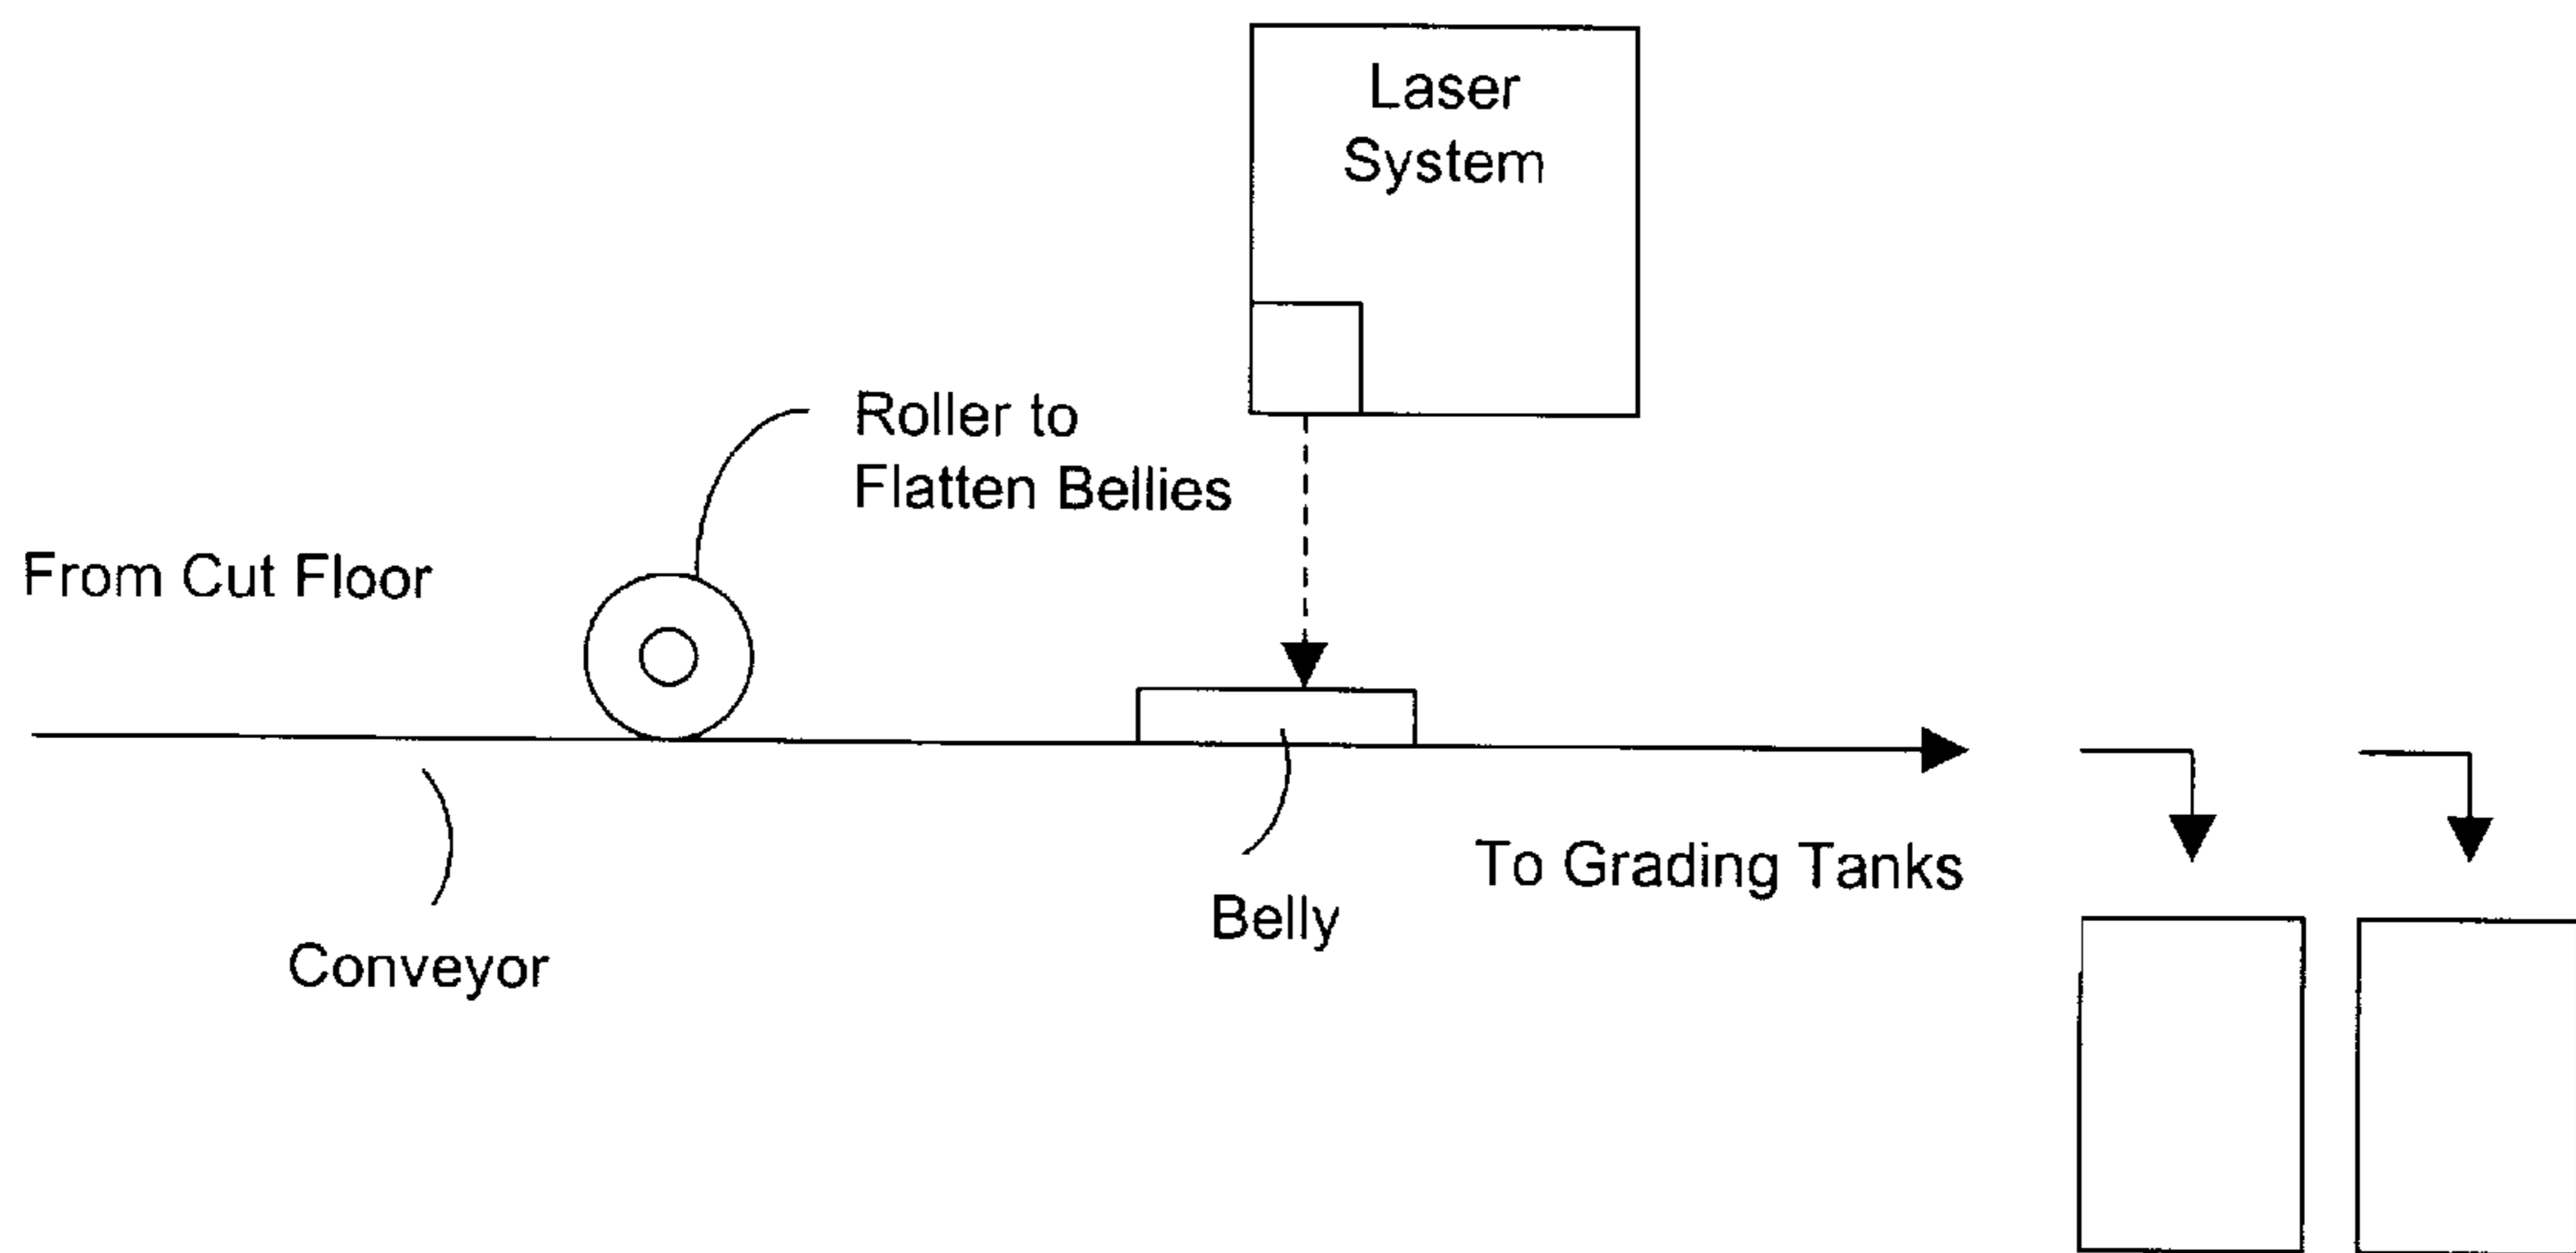 Laser
System
Roller to
Flatten Bellies
From Cut Floor
To Grading Tanks
Belly
Conveyor